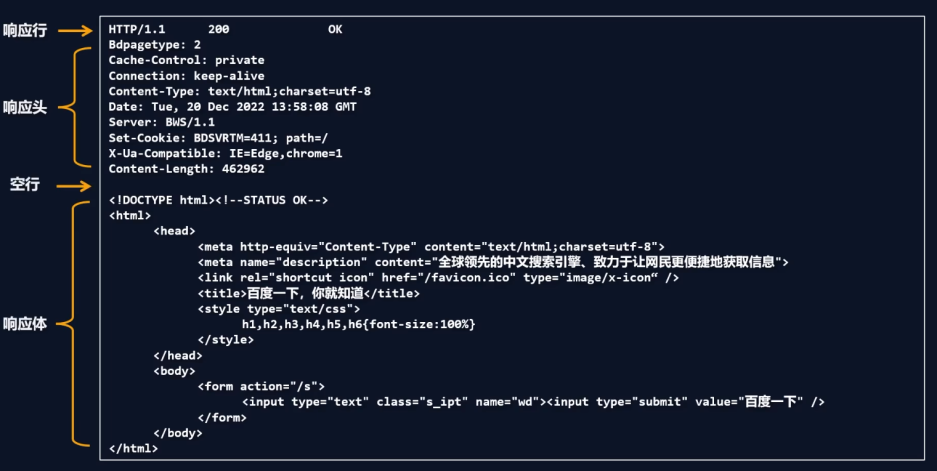 响应行
HTTP/1.1 200 OK
响应头
Bdpagetype: 2
Cache-Control: private
Connection: keep-alive
Content-Type: text/html;charset=utf-8
Date: Tue, 20 Dec 2022 13:58:08 GMT
Server: BWS/1.1
Set-Cookie: BDSVRTM=411; path=/
X-Ua-Compatible: IE=Edge,chrome=1
Content-Length: 462962
空行
响应体
<!DOCTYPE html><!--STATUS OK-->
<html>
<head>
<meta http-equiv="Content-Type" content="text/html;charset=utf-8">
<meta name="description" content="全球领先的中文搜索引擎、致力于让网民更便捷地获取信息">
<link rel="shortcut icon" href="/favicon.ico" type="image/x-icon“ />
<title>百度一下，你就知道</title>
<style type="text/css">
h1,h2,h3,h4,h5,h6{font-size:100%}
</style>
</head>
<body>
<form action="/s">
<input type="text" class="s_ipt" name="wd"><input type="submit" value="百度一下" />
</form>
</body>
</html>